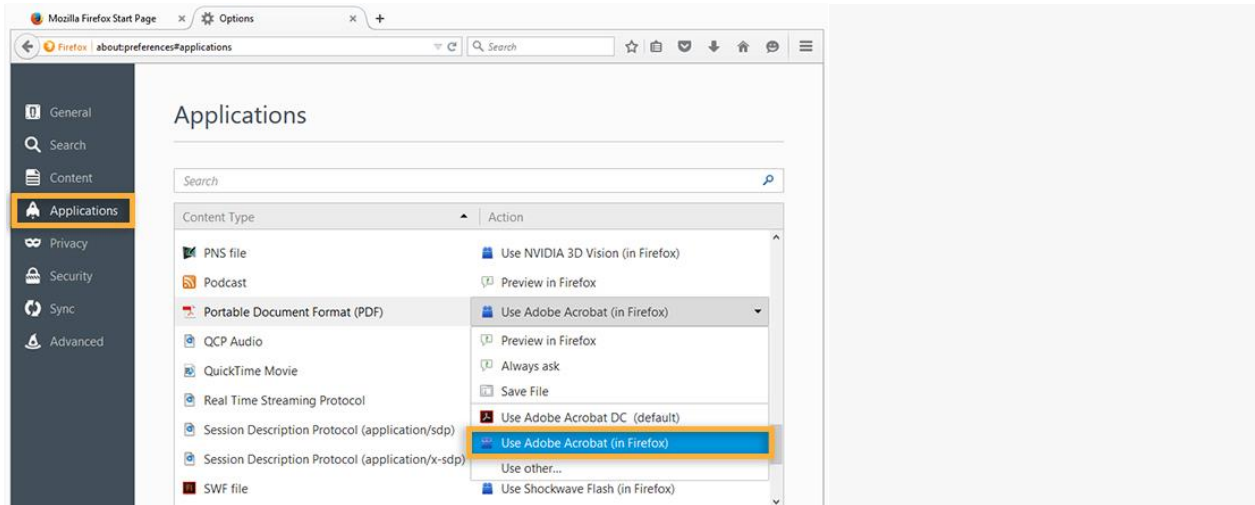 Mozilla Firefox Start Page × Options × +
Firefox about:preferences#applications Search
General
Search
Content
Applications
Privacy
Security
Sync
Advanced
Applications
Search
Content Type Action
PNS file Use NVIDIA 3D Vision (in Firefox)
Podcast Preview in Firefox
Portable Document Format (PDF) Use Adobe Acrobat (in Firefox)
QCP Audio Preview in Firefox
Always ask
QuickTime Movie
Save File
Real Time Streaming Protocol
Use Adobe Acrobat DC (default)
Session Description Protocol (application/sdp)
Use Adobe Acrobat (in Firefox)
Session Description Protocol (application/x-sdp)
Use other...
SWF file Use Shockwave Flash (in Firefox)